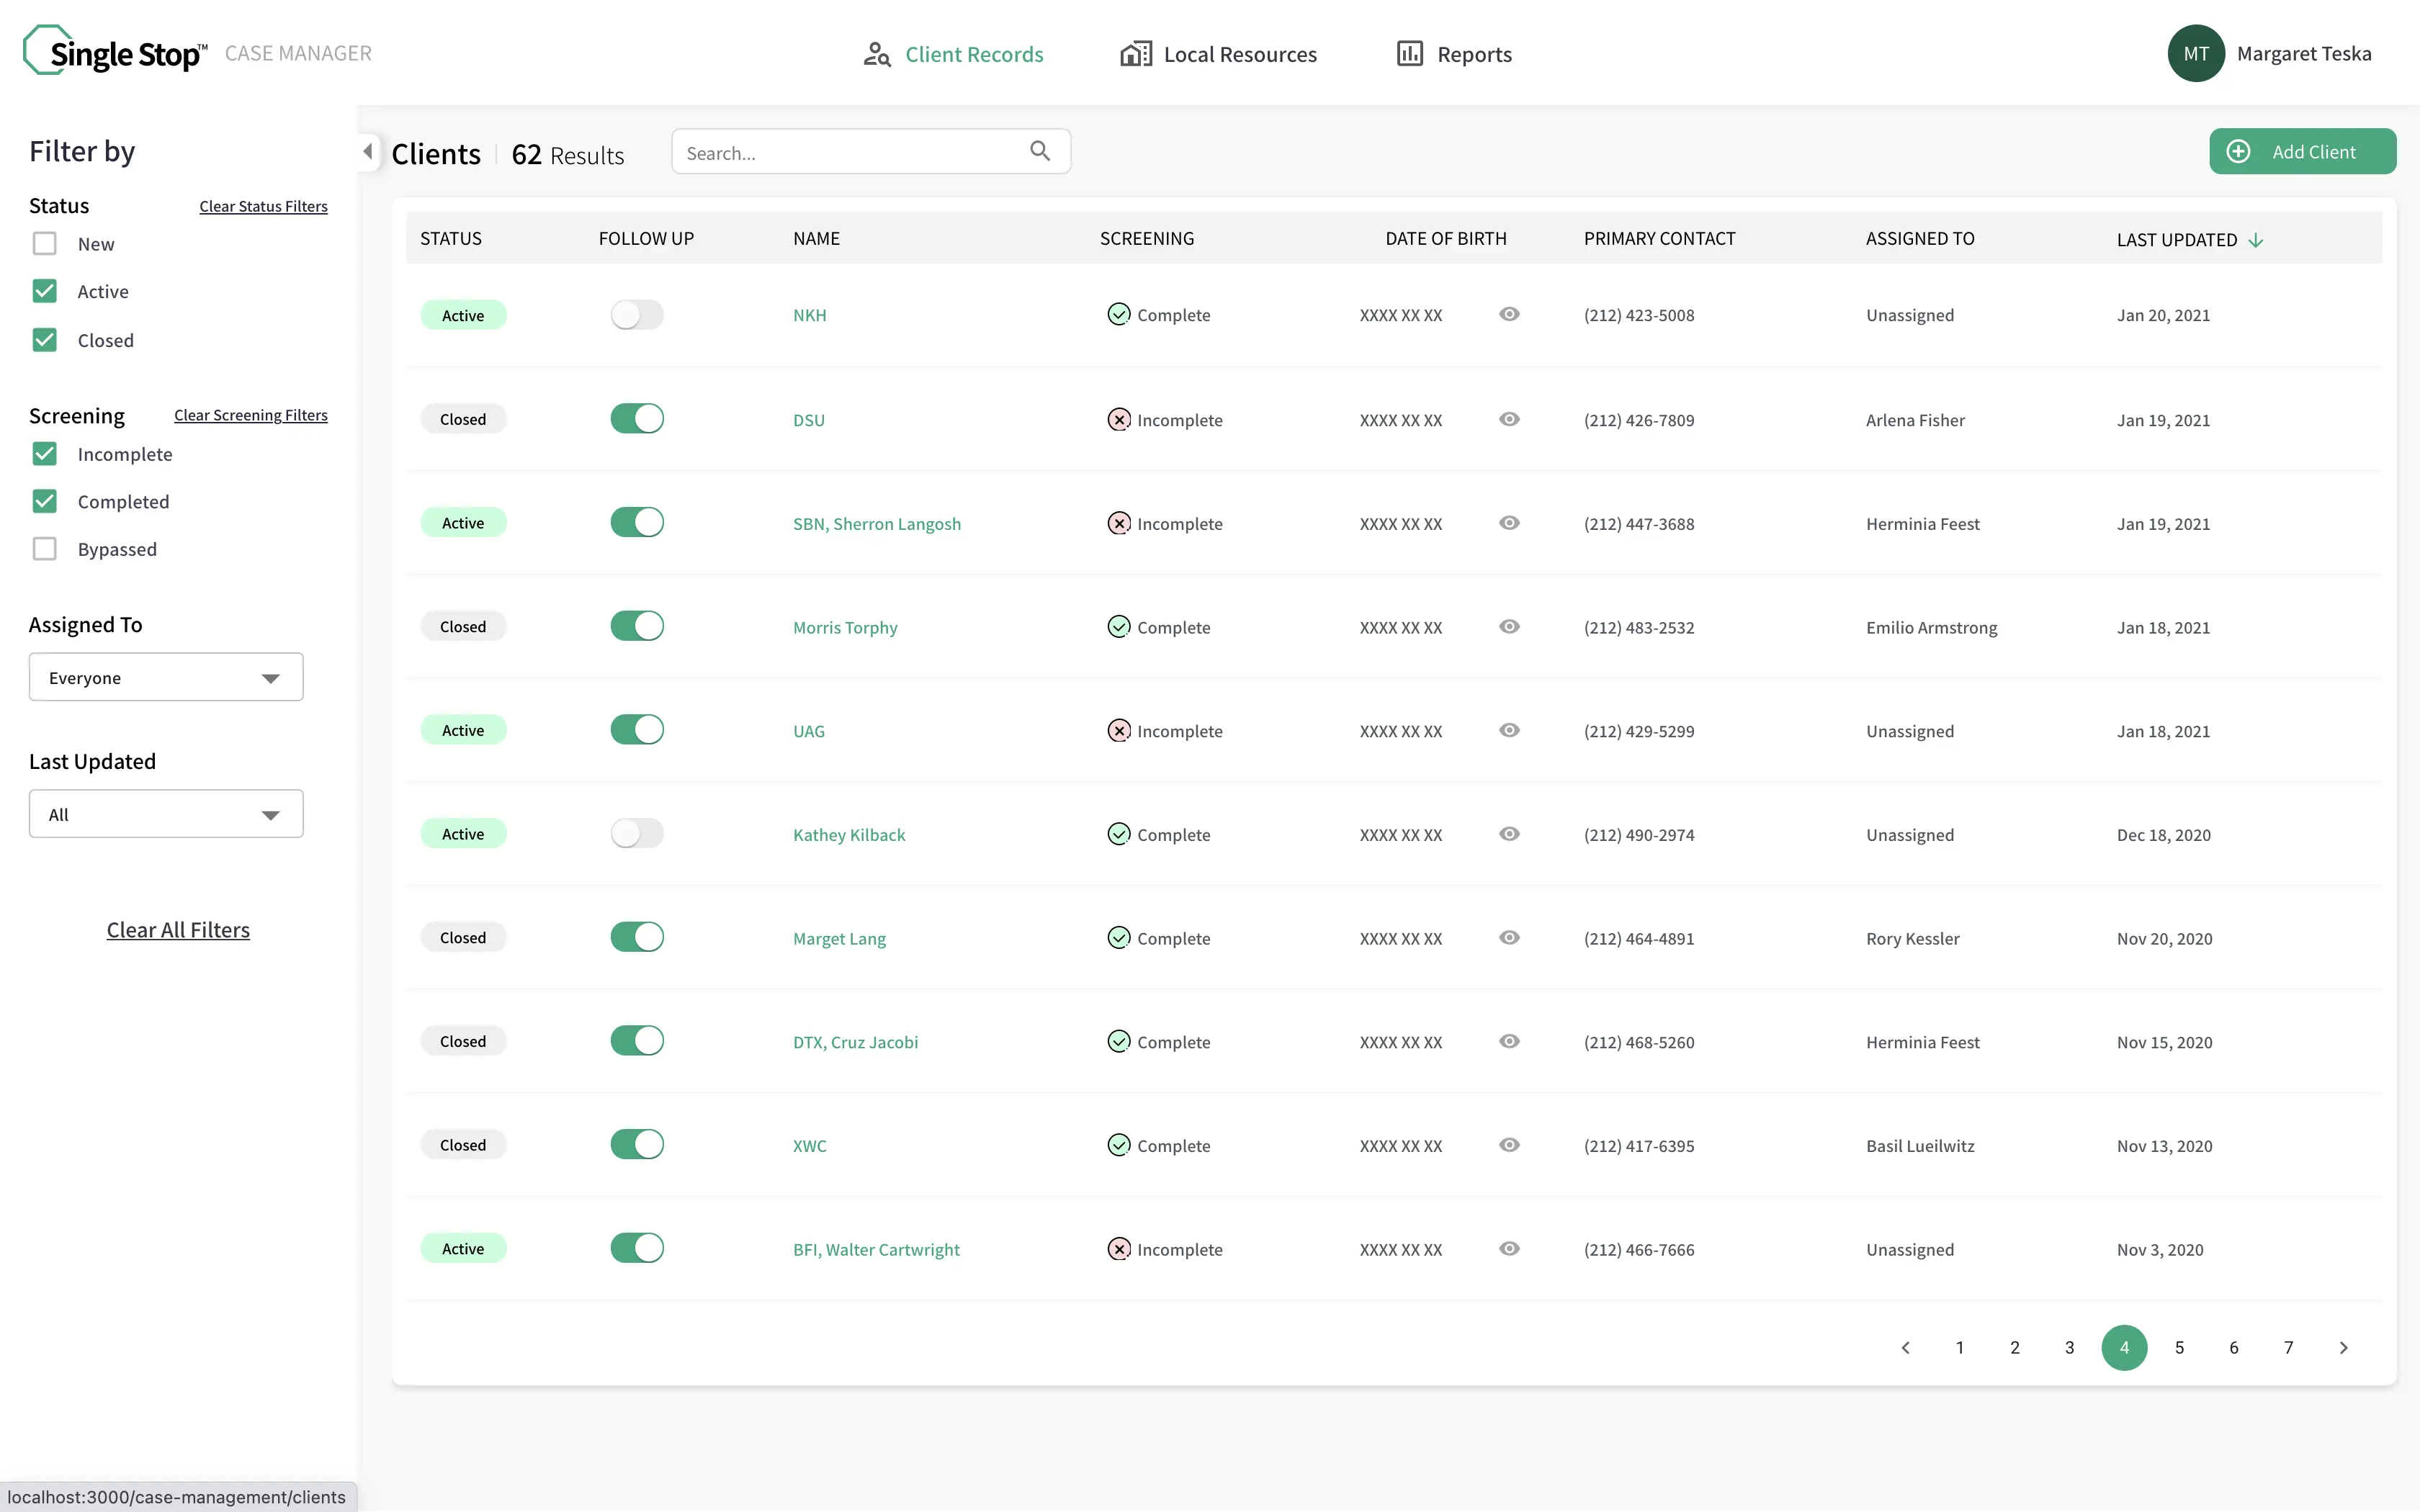 Single Stop™ CASE MANAGER
Client Records
Local Resources
Reports
MT Margaret Teska
Filter by
Status Clear Status Filters
New
Active
Closed
Screening Clear Screening Filters
Incomplete
Completed
Bypassed
Assigned To
Everyone
Last Updated
All
Clear All Filters
Clients 62 Results
Search...
Add Client
STATUS FOLLOW UP NAME SCREENING DATE OF BIRTH PRIMARY CONTACT ASSIGNED TO LAST UPDATED
Active NKH Complete XXXX XX XX (212) 423-5008 Unassigned Jan 20, 2021
Closed DSU Incomplete XXXX XX XX (212) 426-7809 Arlena Fisher Jan 19, 2021
Active SBN, Sherron Langosh Incomplete XXXX XX XX (212) 447-3688 Herminia Feest Jan 19, 2021
Closed Morris Torphy Complete XXXX XX XX (212) 483-2532 Emilio Armstrong Jan 18, 2021
Active UAG Incomplete XXXX XX XX (212) 429-5299 Unassigned Jan 18, 2021
Active Kathey Kilback Complete XXXX XX XX (212) 490-2974 Unassigned Dec 18, 2020
Closed Marget Lang Complete XXXX XX XX (212) 464-4891 Rory Kessler Nov 20, 2020
Closed DTX, Cruz Jacobi Complete XXXX XX XX (212) 468-5260 Herminia Feest Nov 15, 2020
Closed XWC Complete XXXX XX XX (212) 417-6395 Basil Lueilwitz Nov 13, 2020
Active BFI, Walter Cartwright Incomplete XXXX XX XX (212) 466-7666 Unassigned Nov 3, 2020
1 2 3 4 5 6 7
localhost:3000/case-management/clients